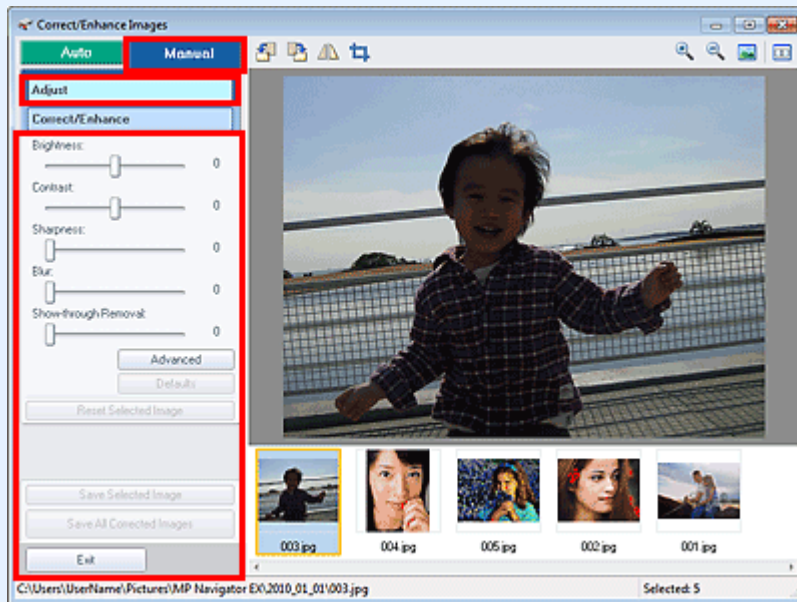 Correct/Enhance Images
Auto Manual
Adjust
Correct/Enhance
Brightness: 0
Contrast: 0
Sharpness: 0
Blur: 0
Show-through Removal: 0
Advanced
Defaults
Reset Selected Image
Save Selected Image
Save All Corrected Images
Exit
003.jpg 004.jpg 005.jpg 002.jpg 001.jpg
C:\Users\UserName\Pictures\MP Navigator EX\2010_01_01\003.jpg Selected: 5